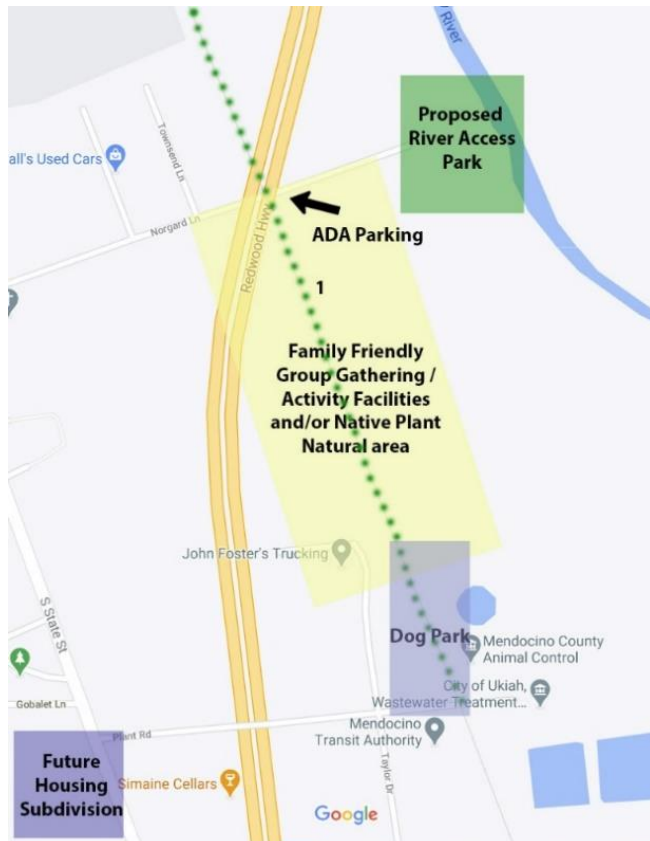 River
Proposed
River Access
Park
all's Used Cars
Townsend Ln
Norgard Ln
Redwood Hwy
ADA Parking
1
Family Friendly
Group Gathering /
Activity Facilities
and/or Native Plant
Natural area
John Foster's Trucking
S State St
Dog Park
Mendocino County
Animal Control
City of Ukiah,
Wastewater Treatment...
Gobalet Ln
Plant Rd
Mendocino
Transit Authority
Taylor Dr
Future
Housing
Subdivision
Simaine Cellars
Google